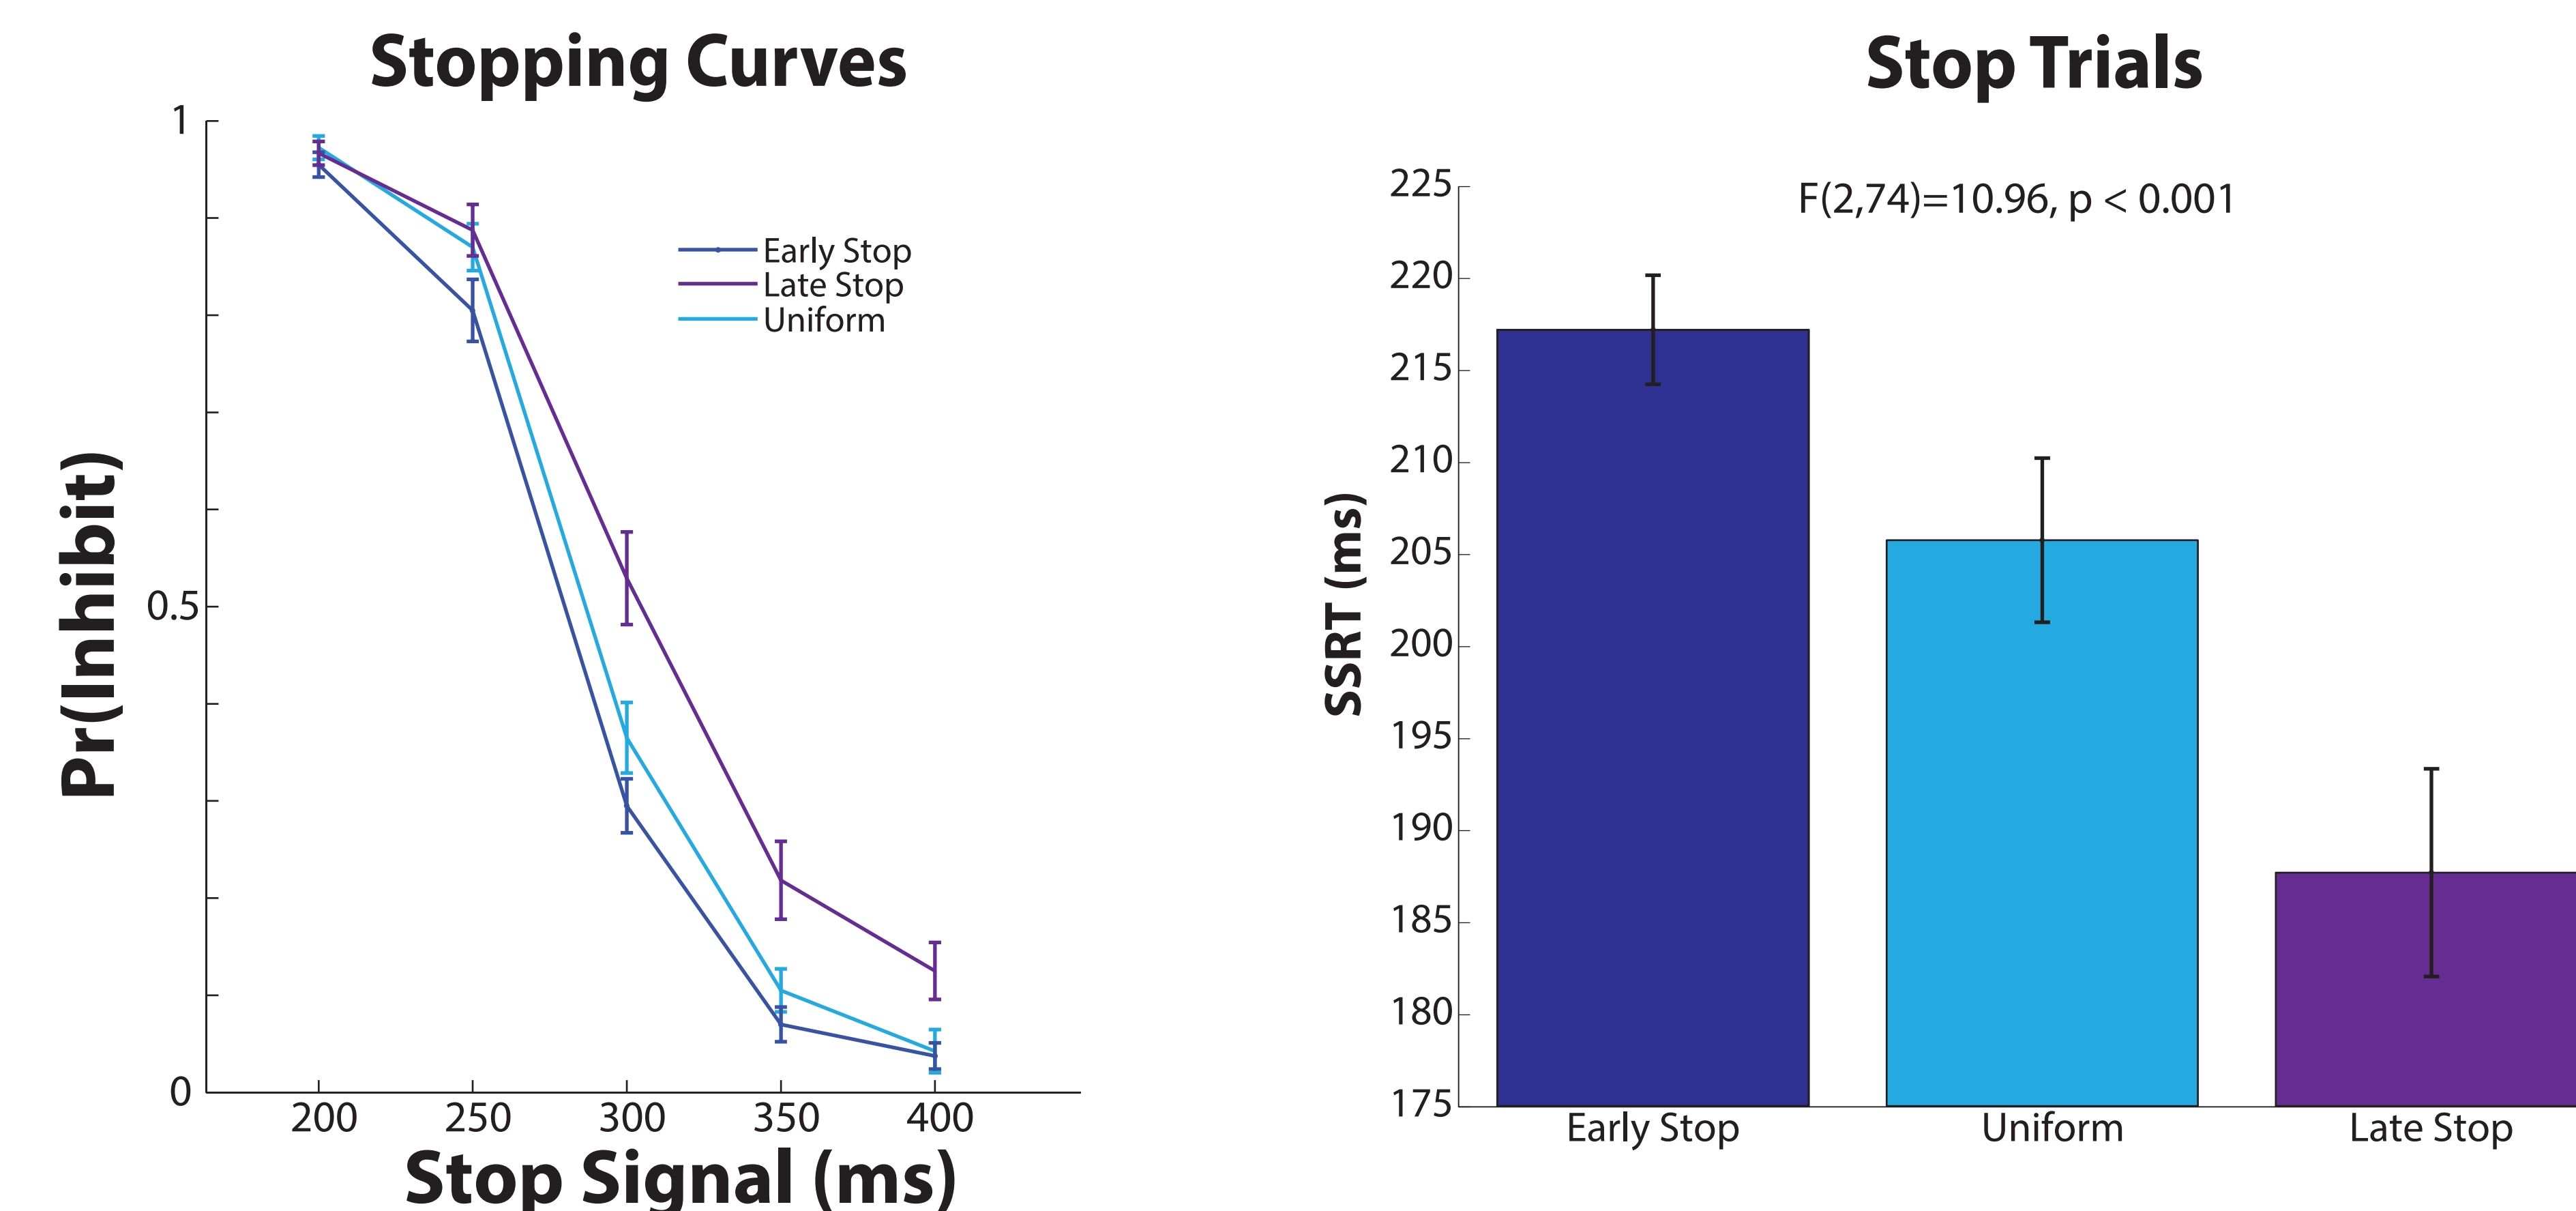 Stopping Curves
1
0.5
0
Pr(Inhibit)
Early Stop
Late Stop
Uniform
200 250 300 350 400
Stop Signal (ms)
Stop Trials
F(2,74)=10.96, p < 0.001
225
220
215
210
205
200
195
190
185
180
175
SSRT (ms)
Early Stop Uniform Late Stop